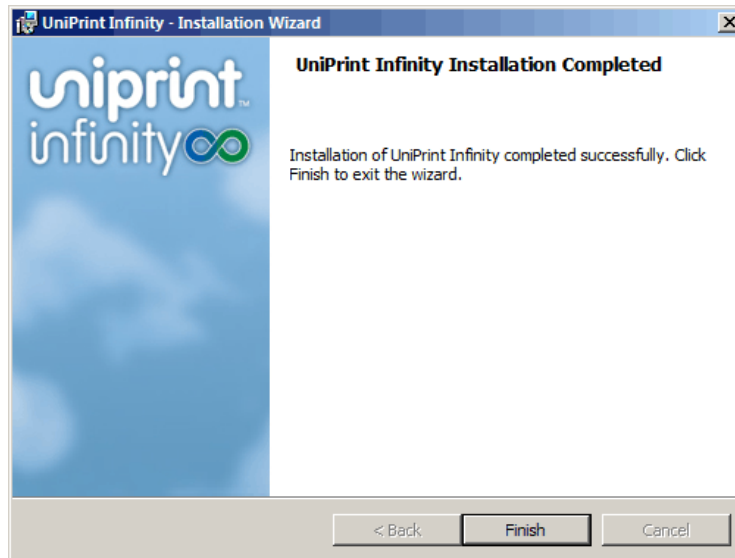 UniPrint Infinity - Installation Wizard
uniprint™
infinity
UniPrint Infinity Installation Completed
Installation of UniPrint Infinity completed successfully. Click
Finish to exit the wizard.
< Back
Finish
Cancel